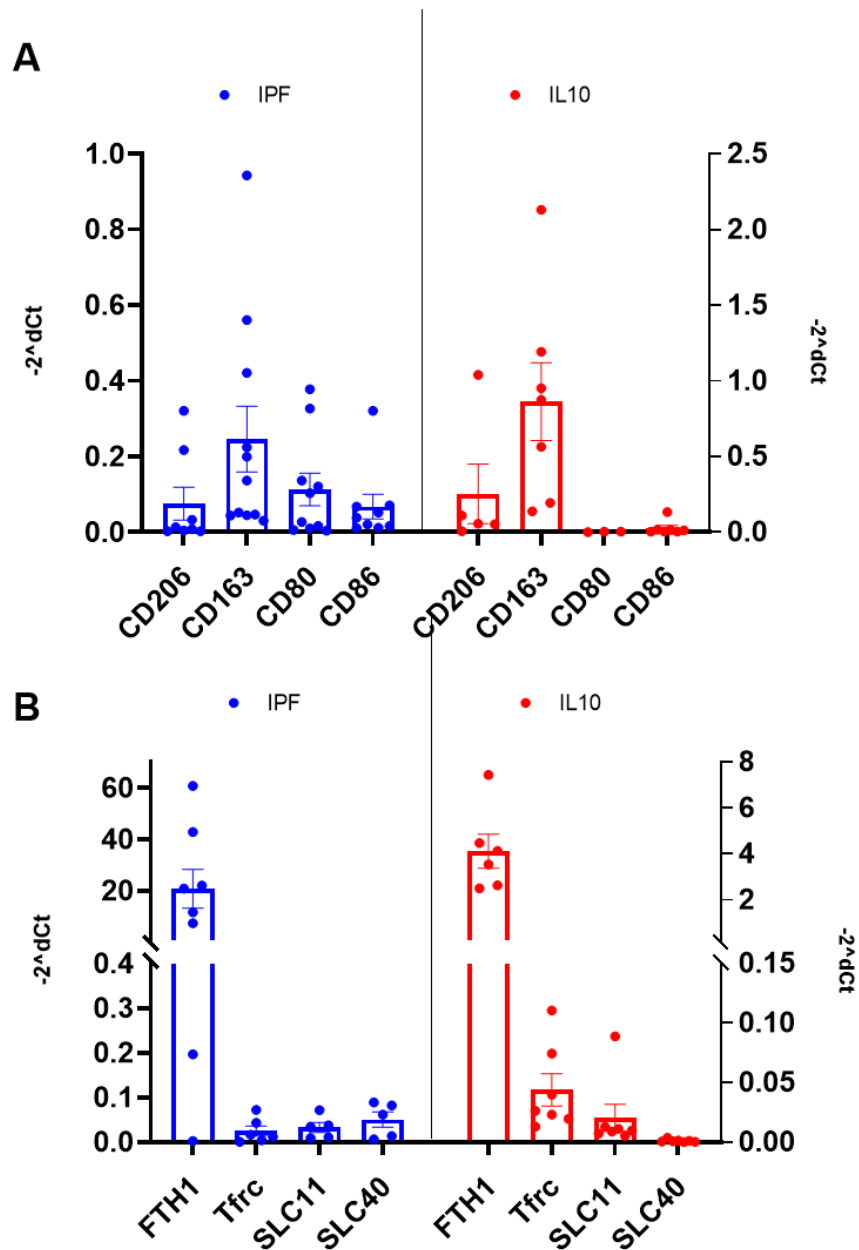 A
IPF
IL10
1.0
0.8
0.6
0.4
0.2
0.0
-2^dCt
2.5
2.0
1.5
1.0
0.5
0.0
-2^dCt
CD206
CD163
CD80
CD86
CD206
CD163
CD80
CD86
B
IPF
IL10
60
40
20
0.4
0.3
0.2
0.1
0.0
-2^dCt
8
6
4
2
0.15
0.10
0.05
0.00
-2^dCt
FTH1
Tfrc
SLC11
SLC40
FTH1
Tfrc
SLC11
SLC40